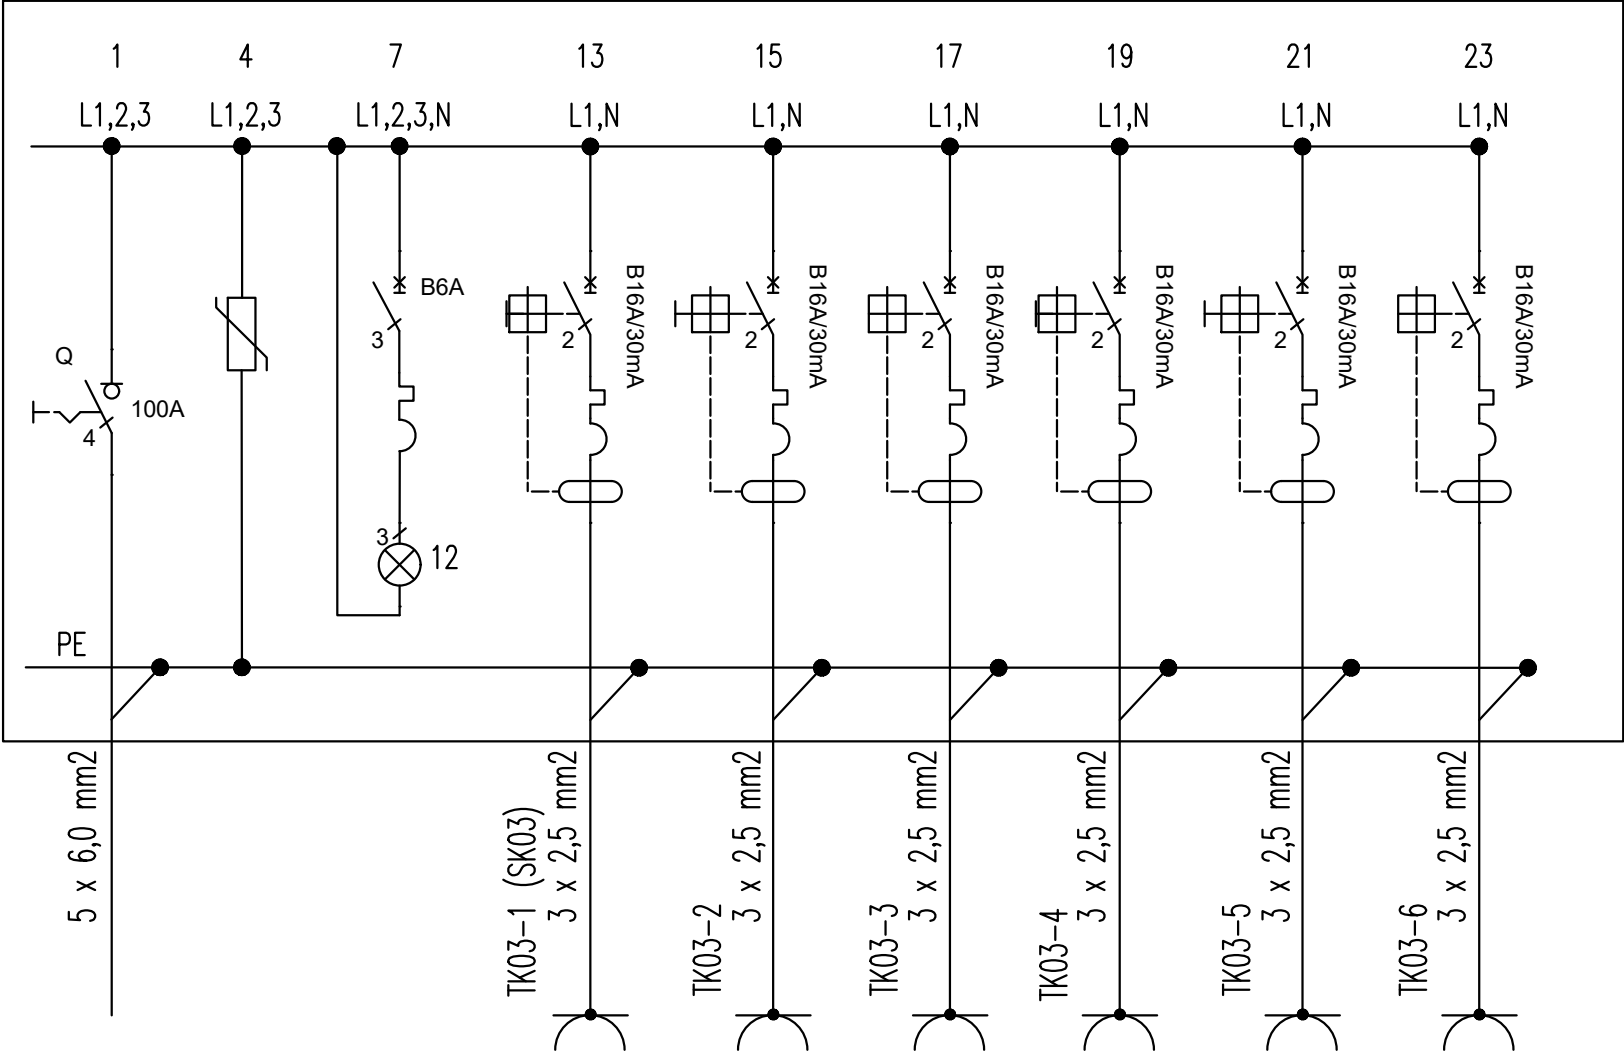 1 4 7 13 15 17 19 21 23
L1,2,3 L1,2,3 L1,2,3,N L1,N L1,N L1,N L1,N L1,N L1,N
B6A
B16A/30mA
B16A/30mA
B16A/30mA
B16A/30mA
B16A/30mA
B16A/30mA
3 2 2 2 2 2 2
Q
100A
4
3
12
PE
5 x 6,0 mm2
TK03-1 (SK03)
3 x 2,5 mm2
TK03-2
3 x 2,5 mm2
TK03-3
3 x 2,5 mm2
TK03-4
3 x 2,5 mm2
TK03-5
3 x 2,5 mm2
TK03-6
3 x 2,5 mm2